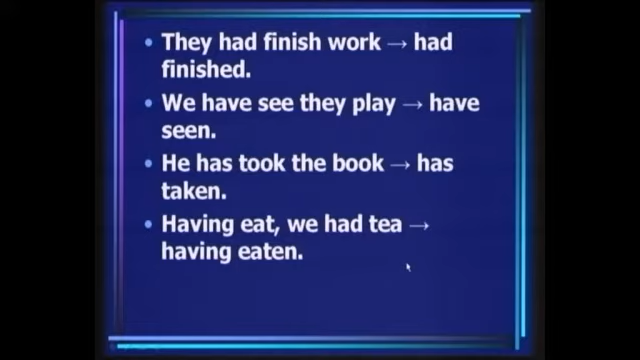 • They had finish work → had
finished.
• We have see they play → have
seen.
• He has took the book → has
taken.
• Having eat, we had tea →
having eaten.